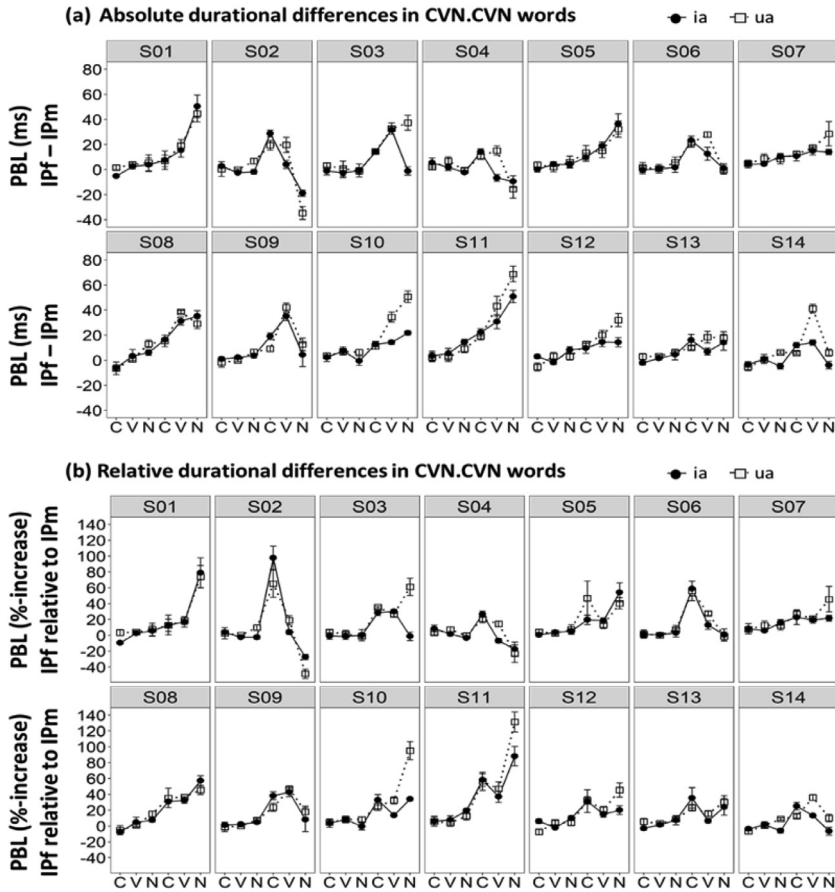 (a) Absolute durational differences in CVN.CVN words ia ua
S01 S02 S03 S04 S05 S06 S07
PBL (ms)
IPf – IPm
80
60
40
20
0
-20
-40
S08 S09 S10 S11 S12 S13 S14
PBL (ms)
IPf – IPm
80
60
40
20
0
-20
-40
C V N C V N C V N C V N C V N C V N C V N C V N C V N C V N C V N C V N C V N C V N
(b) Relative durational differences in CVN.CVN words ia ua
S01 S02 S03 S04 S05 S06 S07
PBL (%-increase)
IPf relative to IPm
140
120
100
80
60
40
20
0
-20
-40
S08 S09 S10 S11 S12 S13 S14
PBL (%-increase)
IPf relative to IPm
140
120
100
80
60
40
20
0
-20
-40
C V N C V N C V N C V N C V N C V N C V N C V N C V N C V N C V N C V N C V N C V N